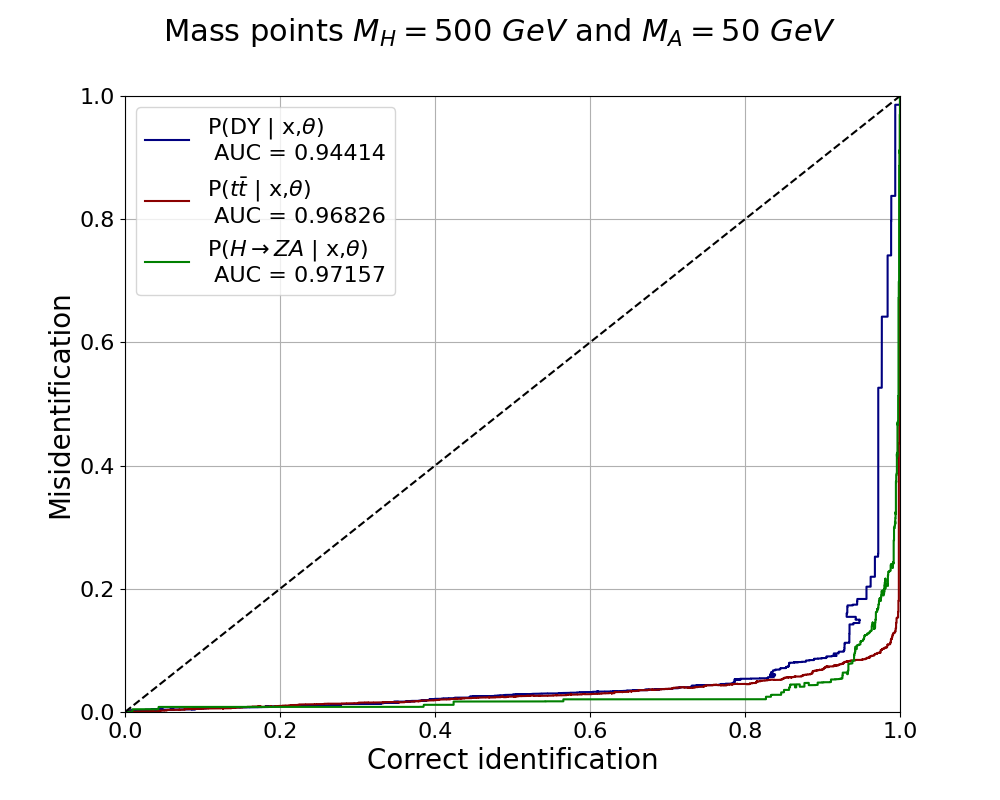 Mass points M_H = 500 GeV and M_A = 50 GeV
P(DY | x,θ)
AUC = 0.94414
P(tt̄ | x,θ)
AUC = 0.96826
P(H → ZA | x,θ)
AUC = 0.97157
1.0
0.8
0.6
0.4
0.2
0.0
Misidentification
0.0 0.2 0.4 0.6 0.8 1.0
Correct identification